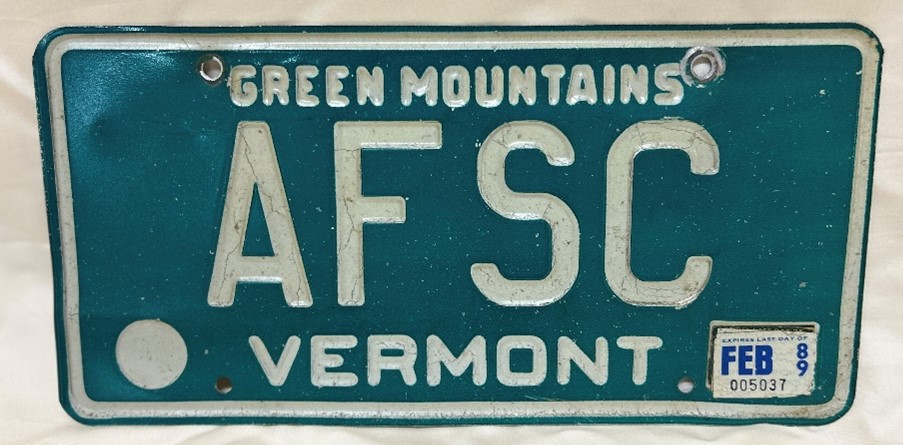 GREEN MOUNTAINS
AFSC
VERMONT
EXPIRES LAST DAY OF
FEB 89
005037